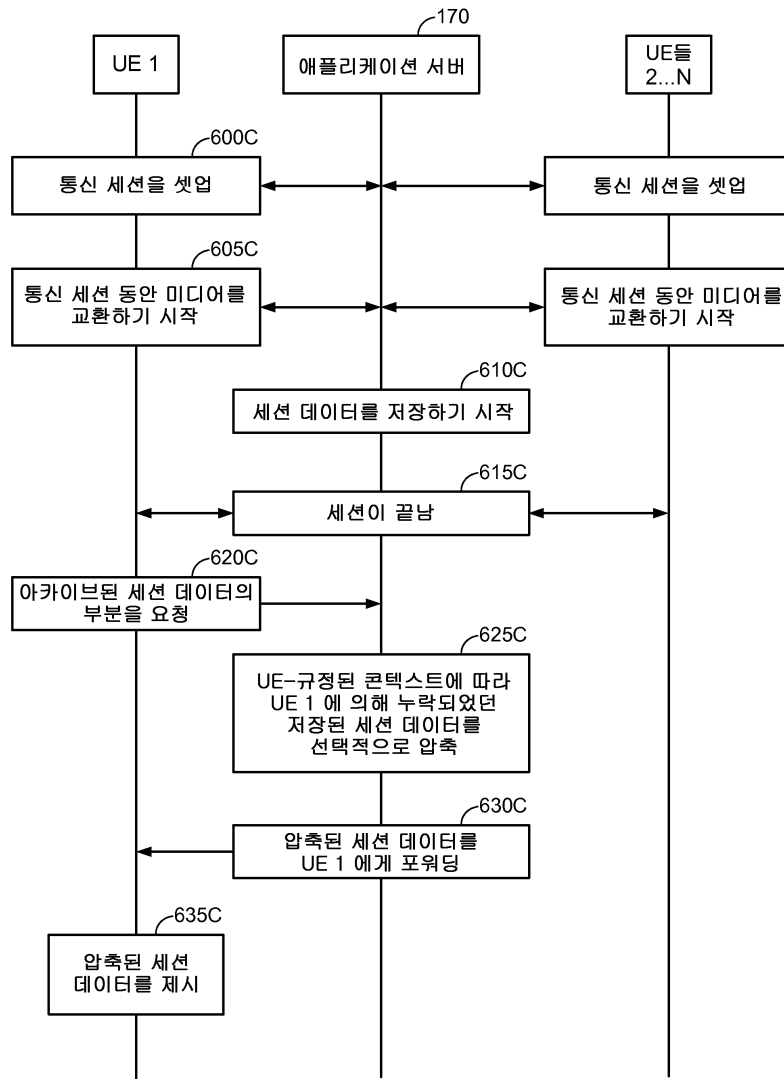 170
UE 1
애플리케이션 서버
UE들
2...N
600C
통신 세션을 셋업
통신 세션을 셋업
605C
통신 세션 동안 미디어를
교환하기 시작
통신 세션 동안 미디어를
교환하기 시작
610C
세션 데이터를 저장하기 시작
615C
세션이 끝남
620C
아카이브된 세션 데이터의
부분을 요청
625C
UE-규정된 콘텍스트에 따라
UE 1 에 의해 누락되었던
저장된 세션 데이터를
선택적으로 압축
630C
압축된 세션 데이터를
UE 1 에게 포워딩
635C
압축된 세션
데이터를 제시